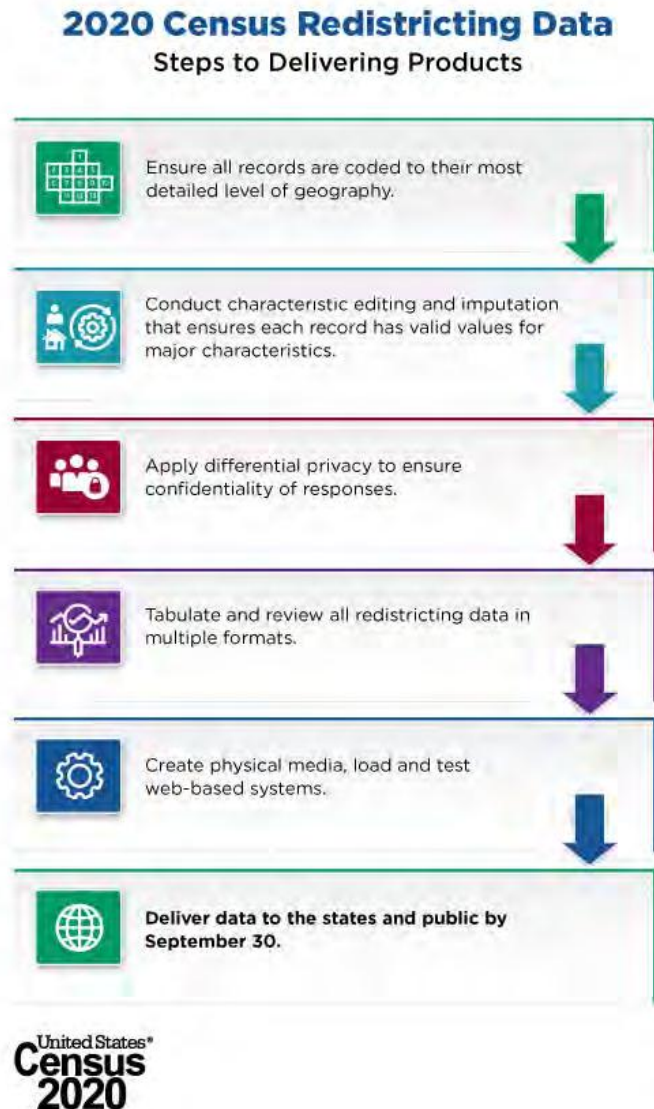 2020 Census Redistricting Data
Steps to Delivering Products
Ensure all records are coded to their most
detailed level of geography.
Conduct characteristic editing and imputation
that ensures each record has valid values for
major characteristics.
Apply differential privacy to ensure
confidentiality of responses.
Tabulate and review all redistricting data in
multiple formats.
Create physical media, load and test
web-based systems.
Deliver data to the states and public by
September 30.
United States®
Census
2020